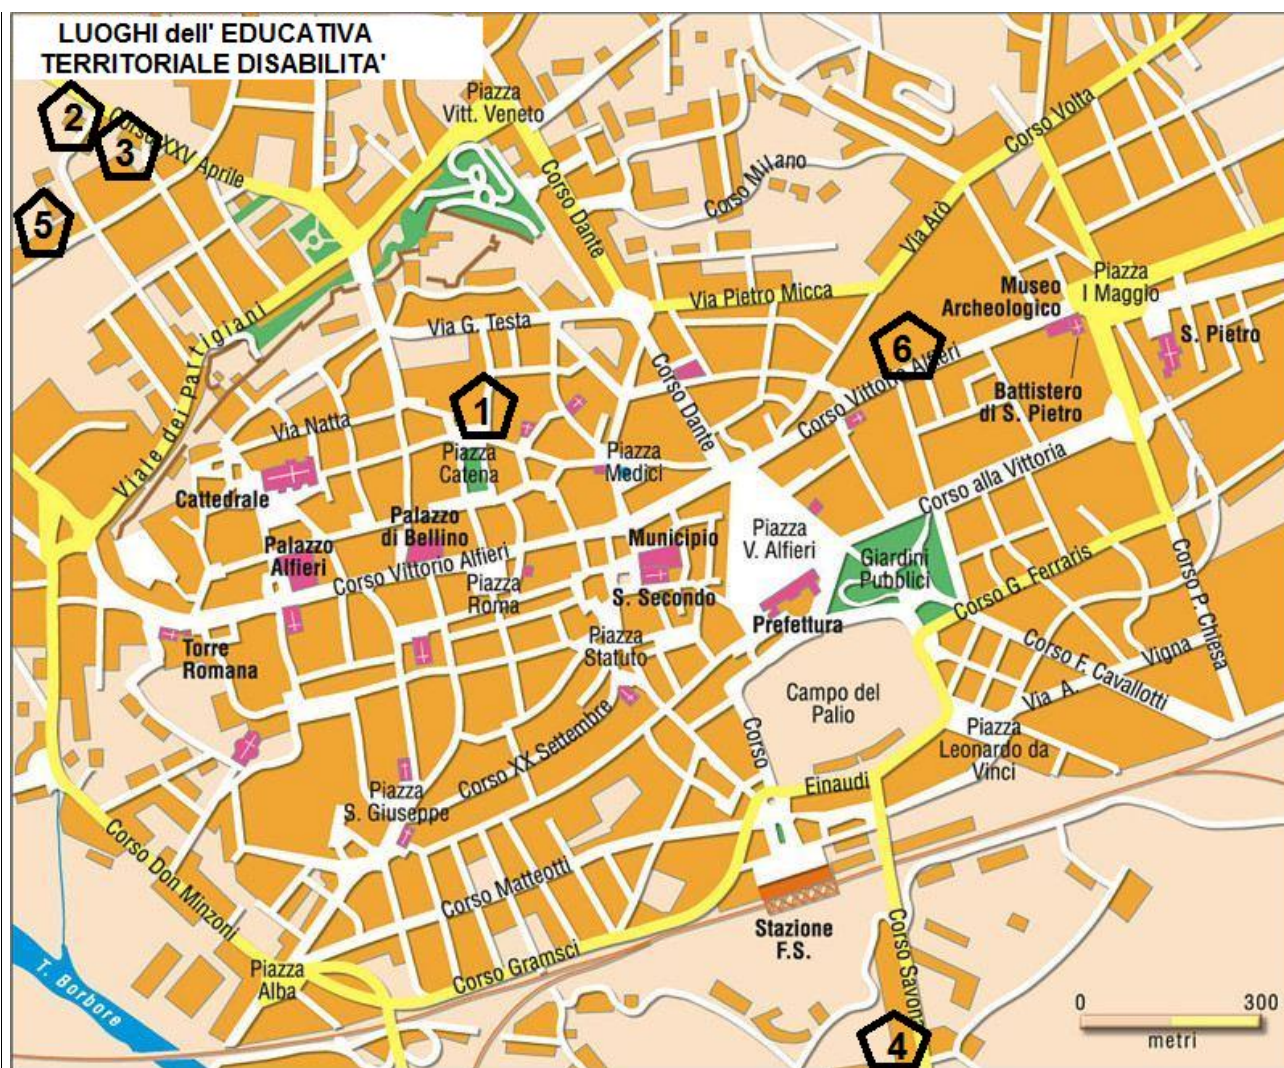 LUOGHI dell' EDUCATIVA
TERRITORIALE DISABILITA'
2
3
5
1
6
4
Corso XXV Aprile
Piazza
Vitt. Veneto
Corso Dante
Corso Milano
Corso Volta
Via Arò
Via Pietro Micca
Museo
Archeologico
Piazza
I Maggio
S. Pietro
Battistero
di S. Pietro
Viale dei Partigiani
Via G. Testa
Corso Dante
Corso Vittorio Alfieri
Via Natta
Piazza
Catena
Piazza
Medici
Cattedrale
Palazzo
di Bellino
Palazzo
Alfieri
Corso Vittorio Alfieri
Piazza
Roma
Municipio
S. Secondo
Piazza
V. Alfieri
Giardini
Pubblici
Corso alla Vittoria
Corso G. Ferraris
Corso P. Chiesa
Prefettura
Torre
Romana
Piazza
Statuto
Campo del
Palio
Corso F. Cavallotti
Via A. Vigna
Piazza
Leonardo da
Vinci
Corso XX Settembre
Corso
Einaudi
Piazza
S. Giuseppe
Corso Don Minzoni
Corso Matteotti
Corso Gramsci
Stazione
F.S.
Corso Savona
Piazza
Alba
T. Borbore
0 300
metri